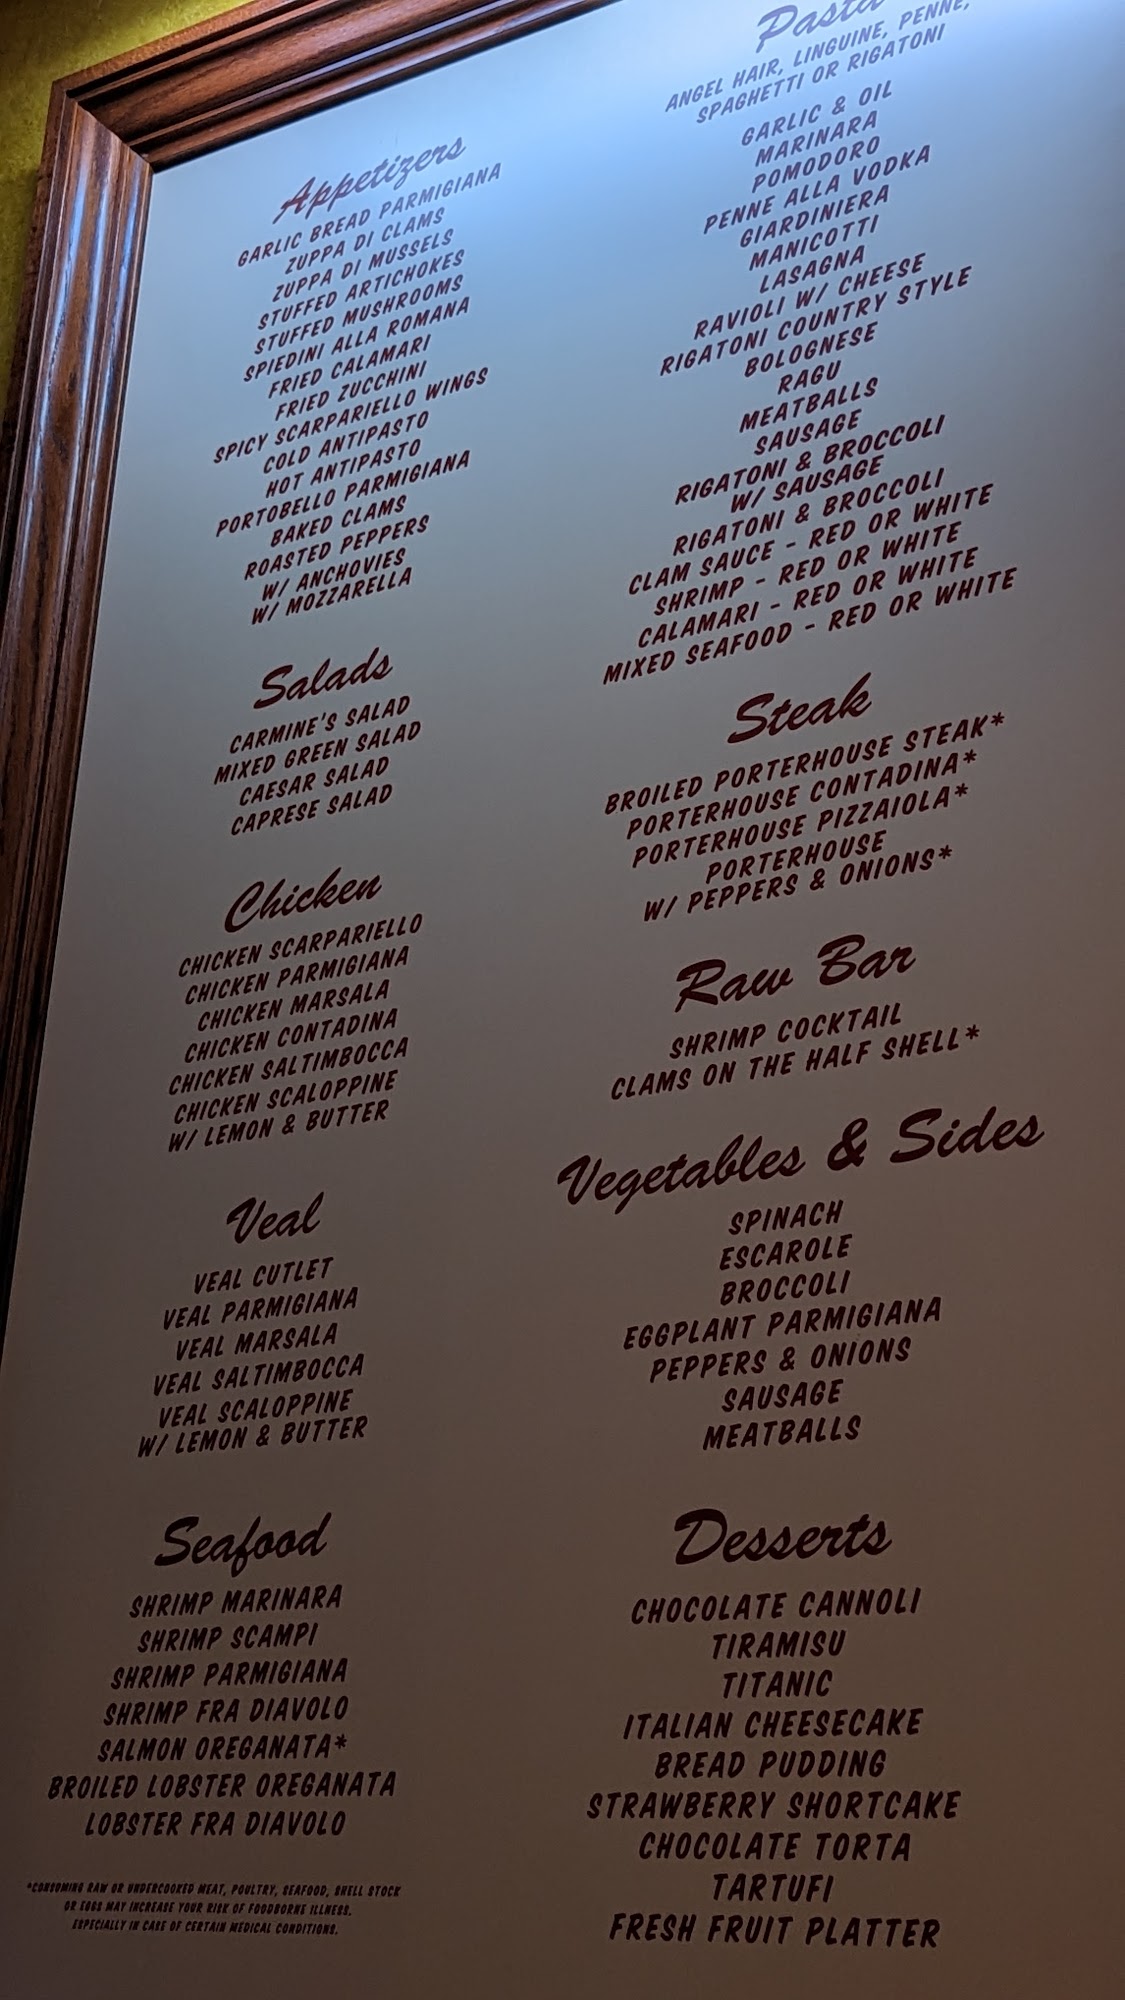 Appetizers
GARLIC BREAD PARMIGIANA
ZUPPA DI CLAMS
ZUPPA DI MUSSELS
STUFFED ARTICHOKES
STUFFED MUSHROOMS
SPIEDINI ALLA ROMANA
FRIED CALAMARI
FRIED ZUCCHINI
SPICY SCARPARIELLO WINGS
COLD ANTIPASTO
HOT ANTIPASTO
PORTOBELLO PARMIGIANA
BAKED CLAMS
ROASTED PEPPERS
W/ ANCHOVIES
W/ MOZZARELLA
Salads
CARMINE'S SALAD
MIXED GREEN SALAD
CAESAR SALAD
CAPRESE SALAD
Chicken
CHICKEN SCARPARIELLO
CHICKEN PARMIGIANA
CHICKEN MARSALA
CHICKEN CONTADINA
CHICKEN SALTIMBOCCA
CHICKEN SCALOPPINE
W/ LEMON & BUTTER
Veal
VEAL CUTLET
VEAL PARMIGIANA
VEAL MARSALA
VEAL SALTIMBOCCA
VEAL SCALOPPINE
W/ LEMON & BUTTER
Seafood
SHRIMP MARINARA
SHRIMP SCAMPI
SHRIMP PARMIGIANA
SHRIMP FRA DIAVOLO
SALMON OREGANATA*
BROILED LOBSTER OREGANATA
LOBSTER FRA DIAVOLO
*CONSUMING RAW OR UNDERCOOKED MEAT, POULTRY, SEAFOOD, SHELL STOCK
OR EGGS MAY INCREASE YOUR RISK OF FOODBORNE ILLNESS,
ESPECIALLY IN CASE OF CERTAIN MEDICAL CONDITIONS.
Pasta
ANGEL HAIR, LINGUINE, PENNE,
SPAGHETTI OR RIGATONI
GARLIC & OIL
MARINARA
POMODORO
PENNE ALLA VODKA
GIARDINIERA
MANICOTTI
LASAGNA
RAVIOLI W/ CHEESE
RIGATONI COUNTRY STYLE
BOLOGNESE
RAGU
MEATBALLS
SAUSAGE
RIGATONI & BROCCOLI
W/ SAUSAGE
RIGATONI & BROCCOLI
CLAM SAUCE - RED OR WHITE
SHRIMP - RED OR WHITE
CALAMARI - RED OR WHITE
MIXED SEAFOOD - RED OR WHITE
Steak
BROILED PORTERHOUSE STEAK*
PORTERHOUSE CONTADINA*
PORTERHOUSE PIZZAIOLA*
PORTERHOUSE
W/ PEPPERS & ONIONS*
Raw Bar
SHRIMP COCKTAIL
CLAMS ON THE HALF SHELL*
Vegetables & Sides
SPINACH
ESCAROLE
BROCCOLI
EGGPLANT PARMIGIANA
PEPPERS & ONIONS
SAUSAGE
MEATBALLS
Desserts
CHOCOLATE CANNOLI
TIRAMISU
TITANIC
ITALIAN CHEESECAKE
BREAD PUDDING
STRAWBERRY SHORTCAKE
CHOCOLATE TORTA
TARTUFI
FRESH FRUIT PLATTER